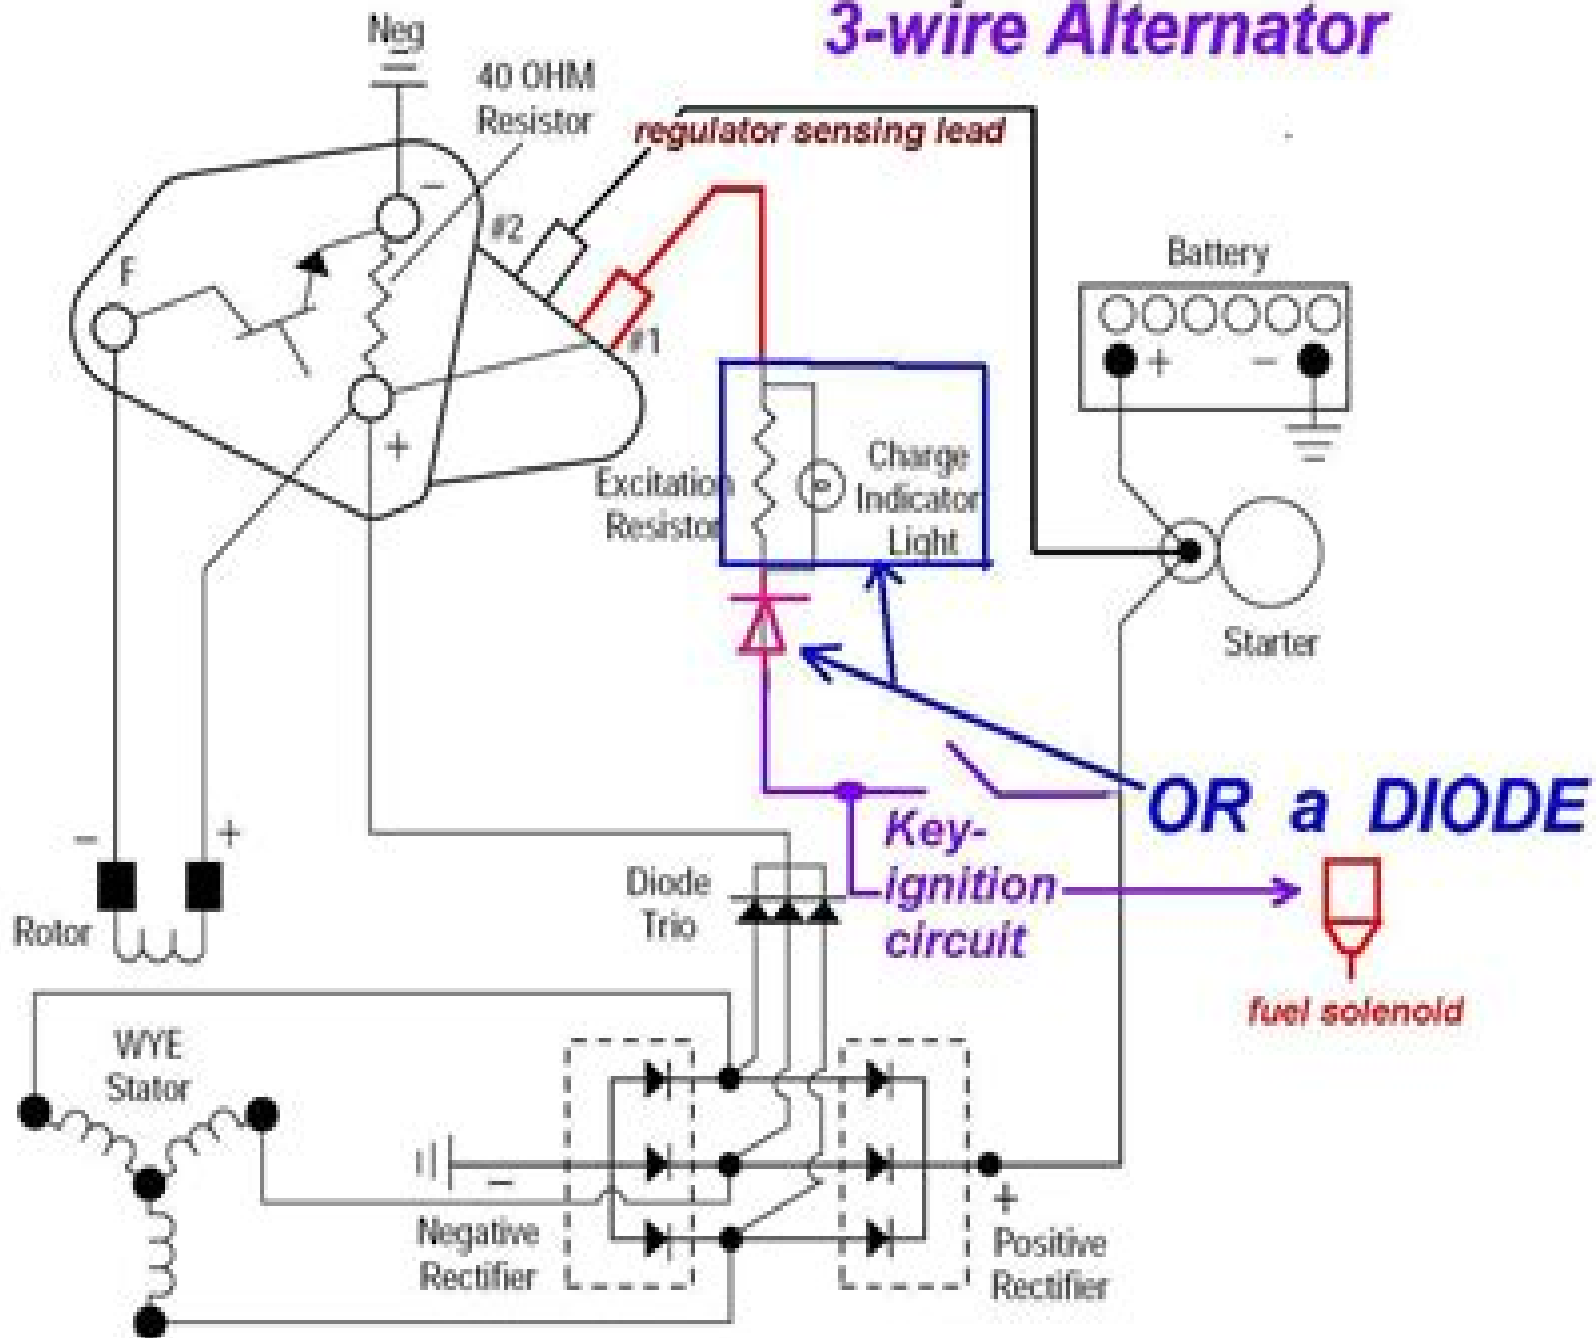 3-wire Alternator
Neg
40 OHM
Resistor
regulator sensing lead
−
#2
F
#1
Battery
+ −
+
Excitation
Resistor
Charge
Indicator
Light
Starter
OR a DIODE
Key-
ignition
circuit
− +
Diode
Trio
Rotor
fuel solenoid
WYE
Stator
−
+
Negative
Rectifier
Positive
Rectifier